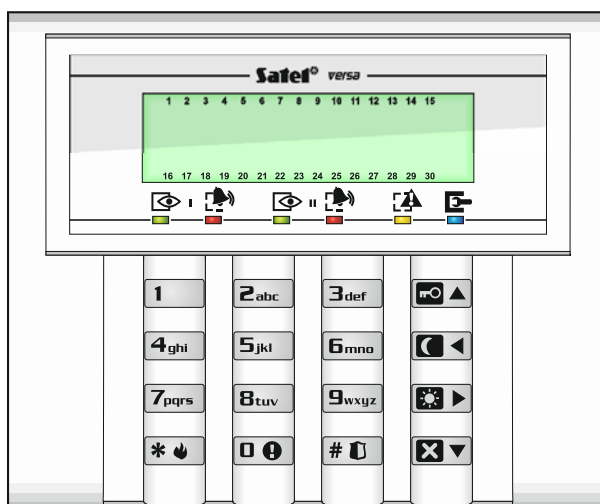 Satel versa
1 2 3 4 5 6 7 8 9 10 11 12 13 14 15
16 17 18 19 20 21 22 23 24 25 26 27 28 29 30
I II
1 2abc 3def
4ghi 5jkl 6mno
7pqrs 8tuv 9wxyz
* 0 #